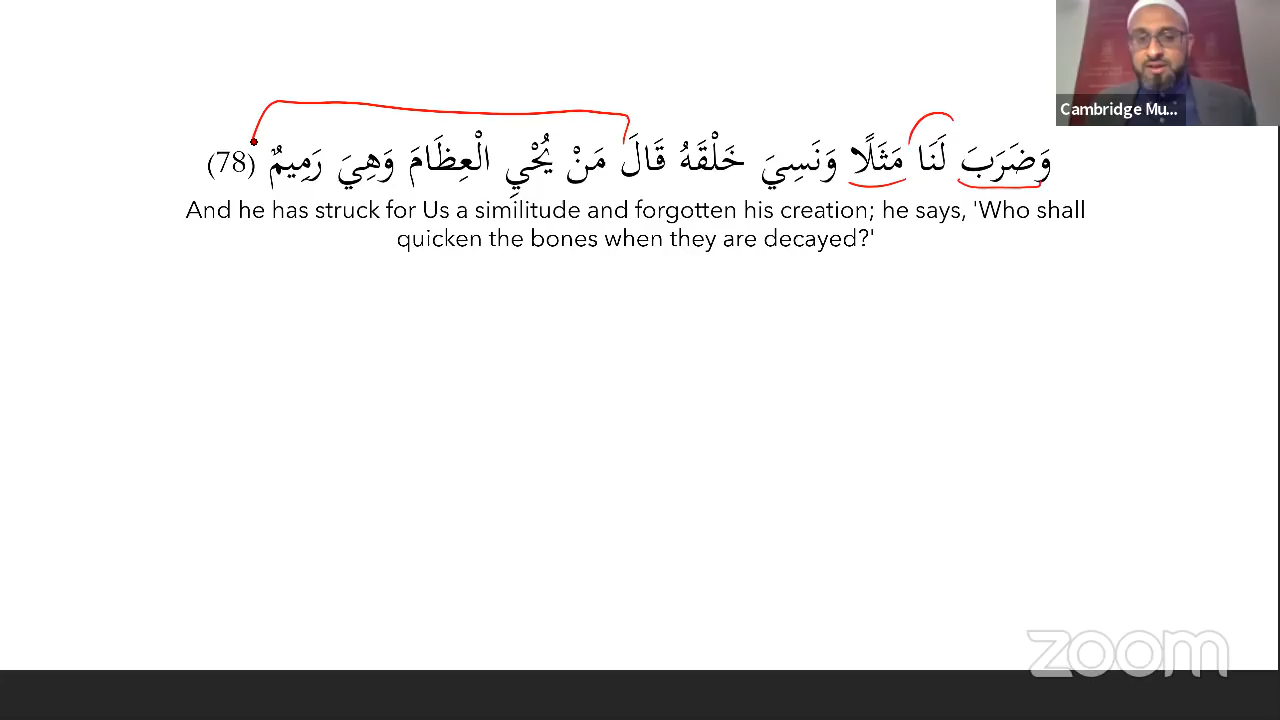 وَضَرَبَ لَنَا مَثَلًا وَنَسِيَ خَلْقَهُ قَالَ مَنْ يُحْيِي الْعِظَامَ وَهِيَ رَمِيمٌ (78)
And he has struck for Us a similitude and forgotten his creation; he says, 'Who shall
quicken the bones when they are decayed?'
Cambridge Mu...
zoom